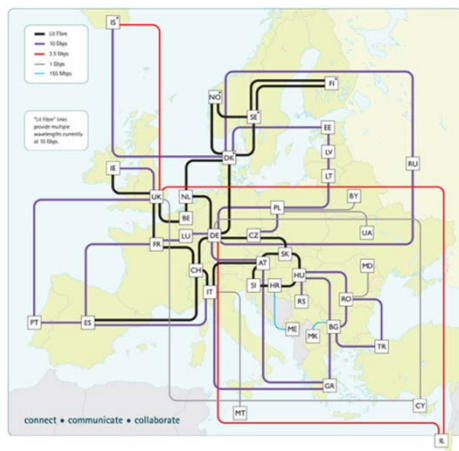 IS
Lit Fibre
10 Gbps
2.5 Gbps
1 Gbps
155 Mbps
"Lit Fibre" links
provide multiple
wavelengths currently
at 10 Gbps.
FI
NO
SE
EE
LV
LT
DK
RU
IE
UK
NL
BE
BY
PL
UA
LU
DE
CZ
FR
SK
AT
CH
HU
MD
IT
SI
HR
RS
RO
PT
ES
ME
MK
BG
TR
GR
CY
MT
connect • communicate • collaborate
IL